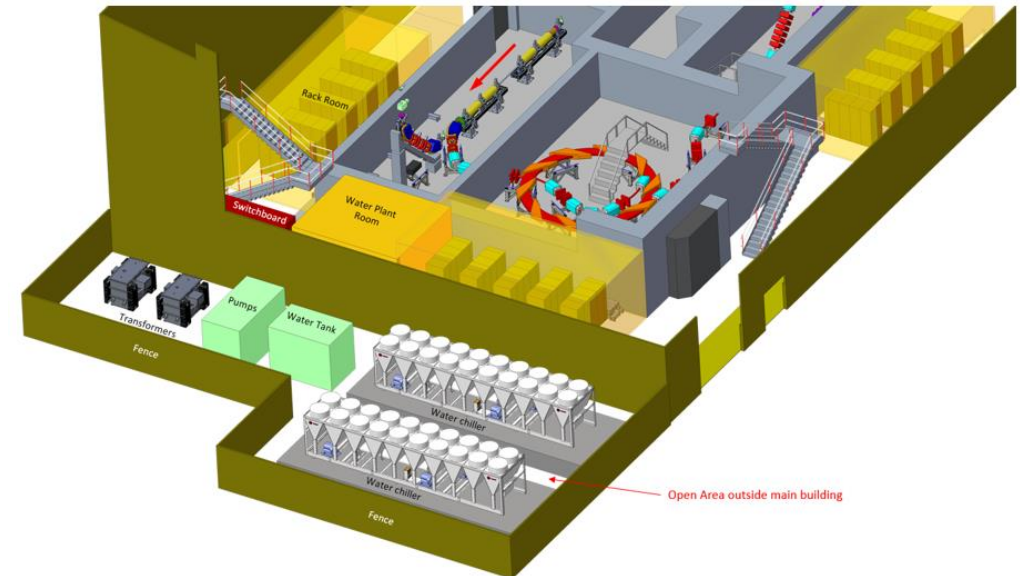 Rack Room
Switchboard
Water Plant
Room
Pumps
Water Tank
Transformers
Fence
Water chiller
Water chiller
Fence
Open Area outside main building